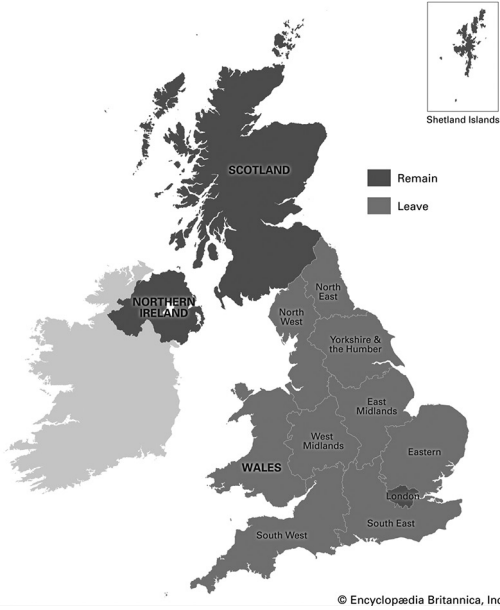 Shetland Islands
SCOTLAND
Remain
Leave
NORTHERN
IRELAND
North
East
North
West
Yorkshire &
the Humber
East
Midlands
West
Midlands
Eastern
WALES
London
South East
South West
© Encyclopædia Britannica, Inc